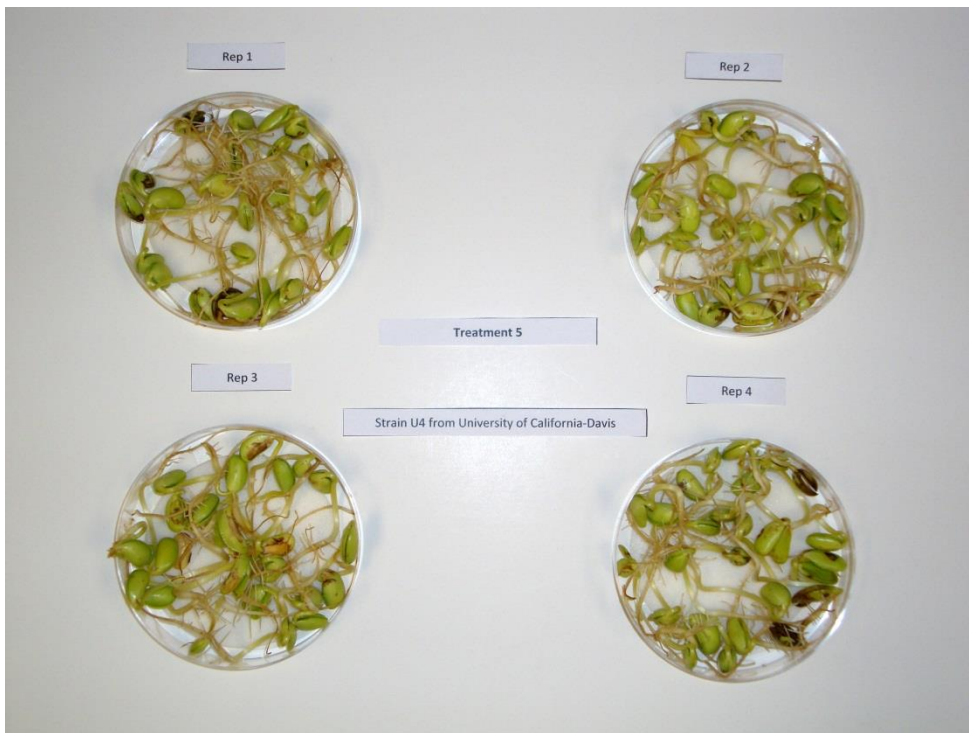 Rep 1
Rep 2
Treatment 5
Rep 3
Rep 4
Strain U4 from University of California-Davis